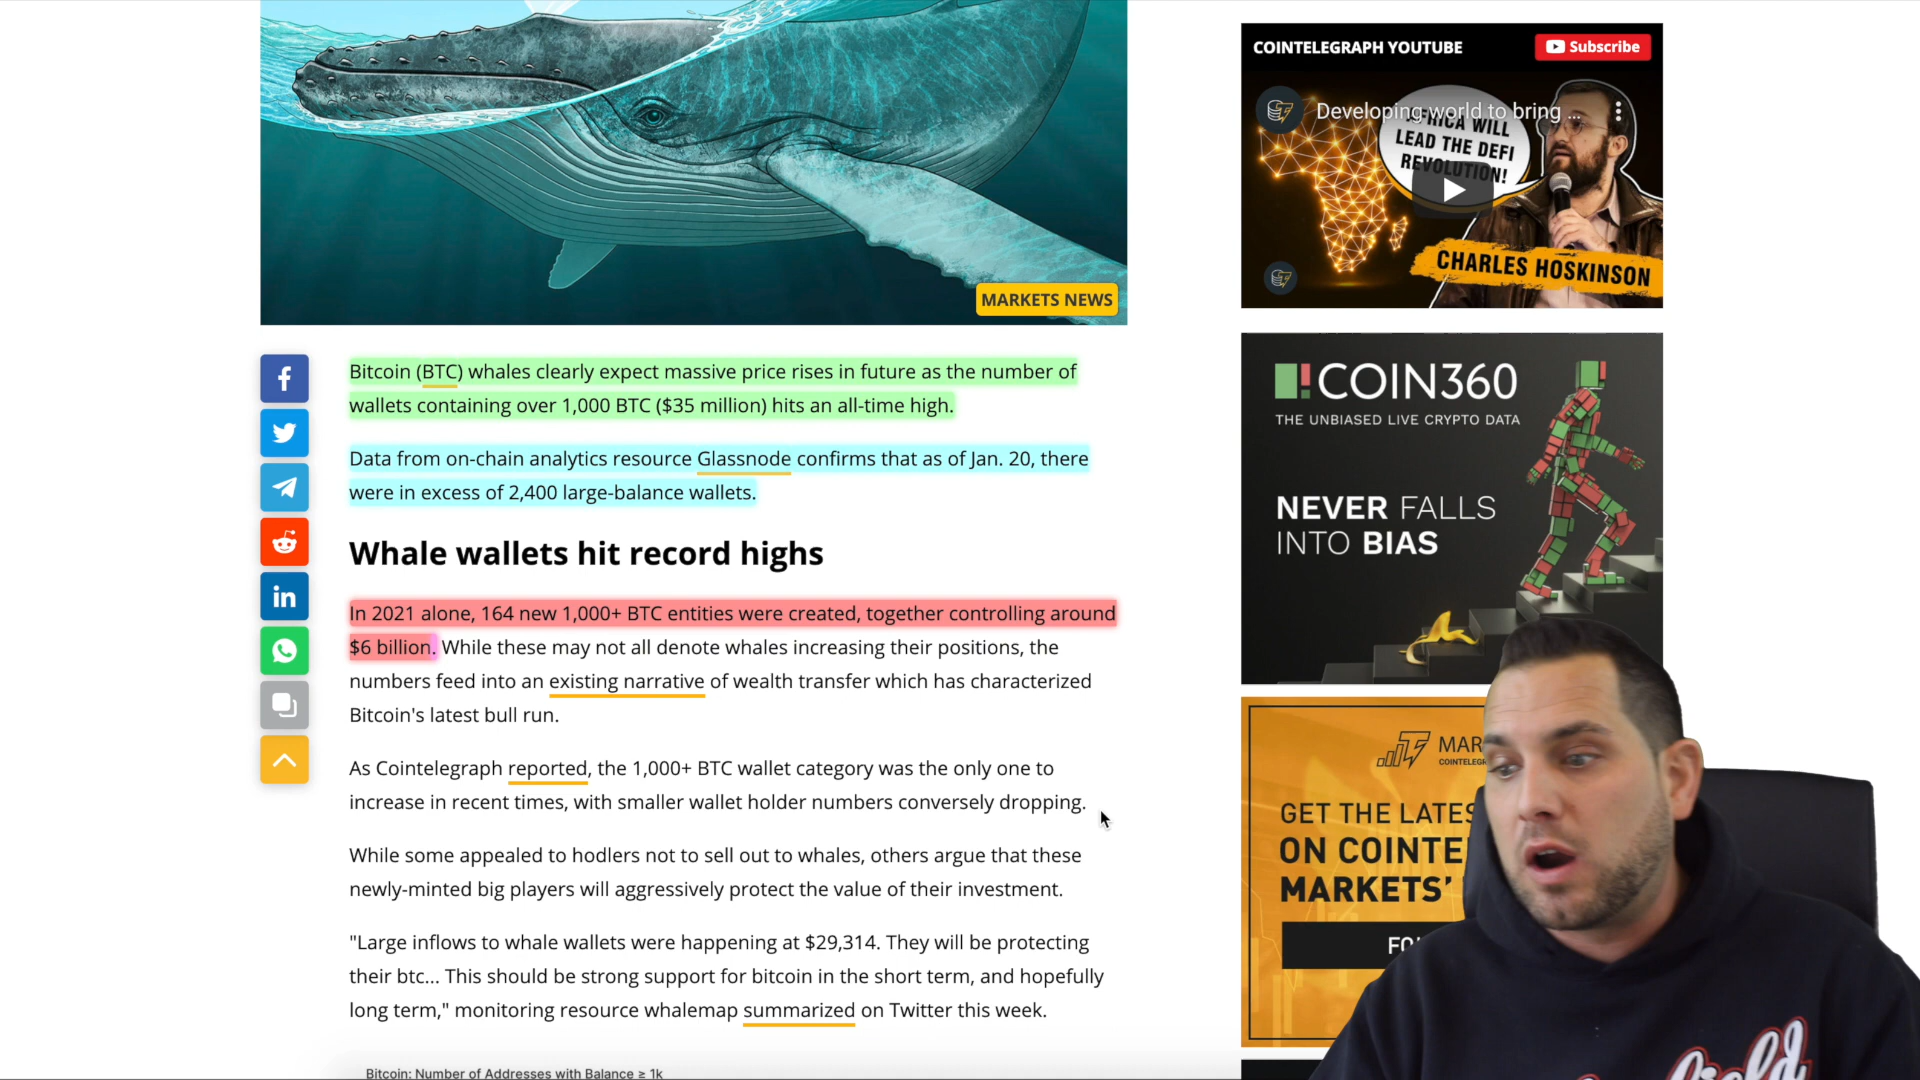 COINTELEGRAPH YOUTUBE
Subscribe
Developing world to bring ...
AFRICA WILL
LEAD THE DEFI
REVOLUTION!
CHARLES HOSKINSON
MARKETS NEWS
Bitcoin (BTC) whales clearly expect massive price rises in future as the number of
wallets containing over 1,000 BTC ($35 million) hits an all-time high.
Data from on-chain analytics resource Glassnode confirms that as of Jan. 20, there
were in excess of 2,400 large-balance wallets.
Whale wallets hit record highs
In 2021 alone, 164 new 1,000+ BTC entities were created, together controlling around
$6 billion. While these may not all denote whales increasing their positions, the
numbers feed into an existing narrative of wealth transfer which has characterized
Bitcoin's latest bull run.
As Cointelegraph reported, the 1,000+ BTC wallet category was the only one to
increase in recent times, with smaller wallet holder numbers conversely dropping.
While some appealed to hodlers not to sell out to whales, others argue that these
newly-minted big players will aggressively protect the value of their investment.
"Large inflows to whale wallets were happening at $29,314. They will be protecting
their btc... This should be strong support for bitcoin in the short term, and hopefully
long term," monitoring resource whalemap summarized on Twitter this week.
Bitcoin: Number of Addresses with Balance ≥ 1k
COIN360
THE UNBIASED LIVE CRYPTO DATA
NEVER FALLS
INTO BIAS
MAR
COINTELEGR
GET THE LATES
ON COINTE
MARKETS'
FO